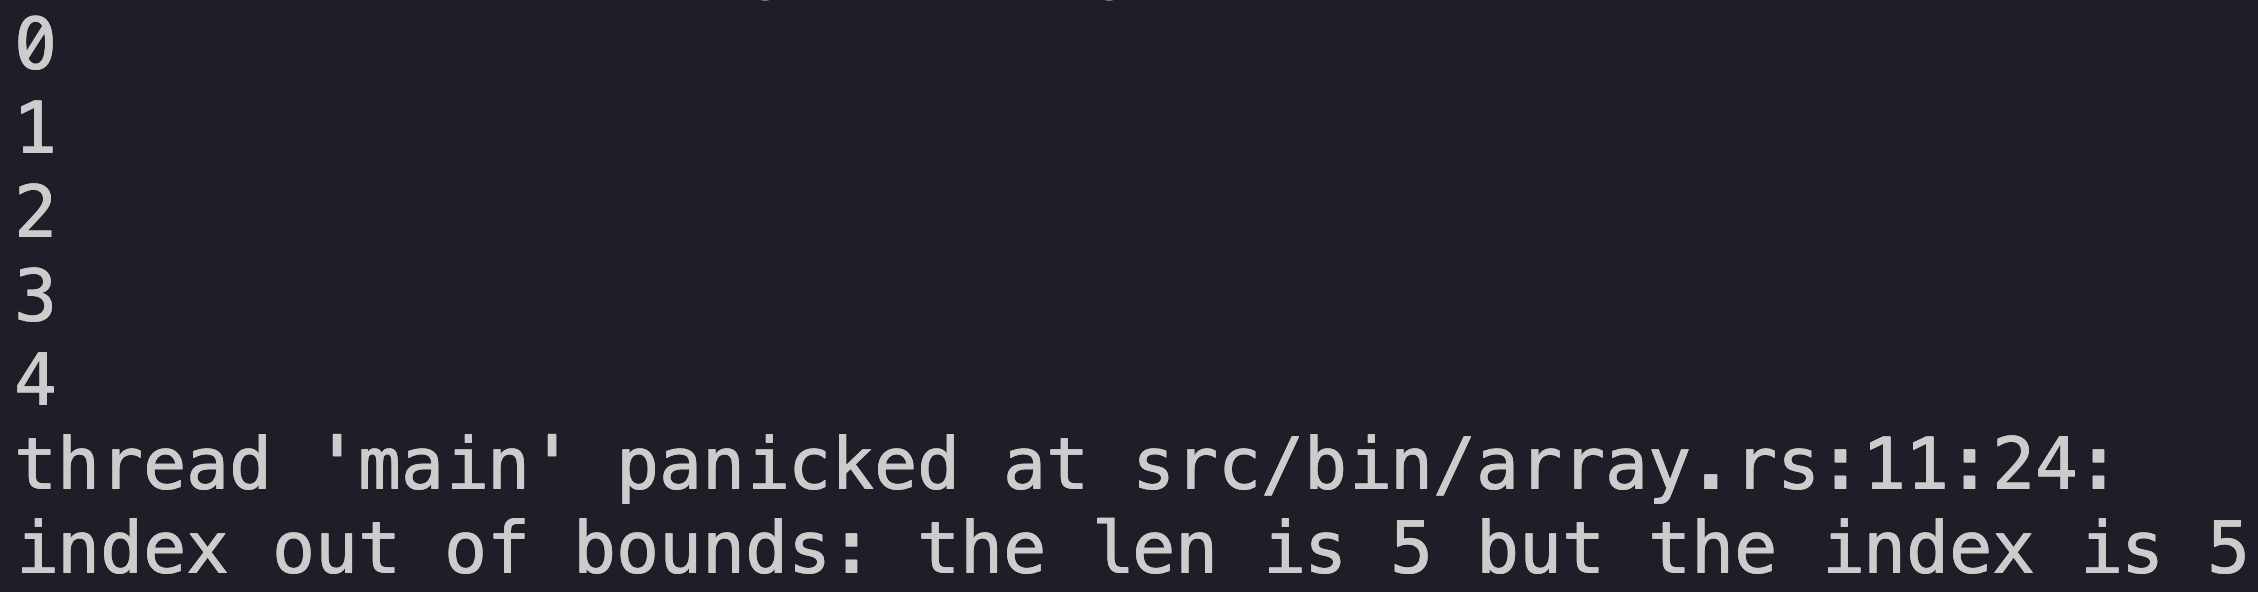 0
1
2
3
4
thread 'main' panicked at src/bin/array.rs:11:24:
index out of bounds: the len is 5 but the index is 5